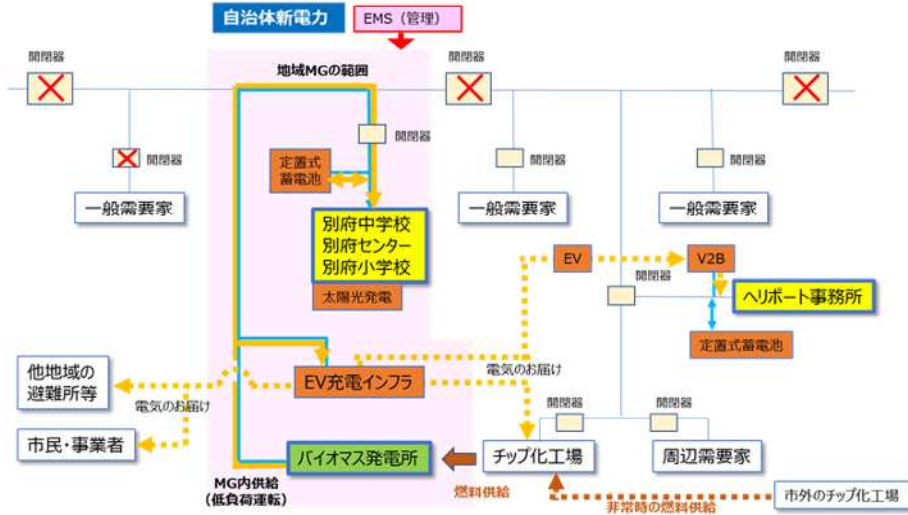 自治体新電力
EMS(管理)
開閉器
地域MGの範囲
開閉器
開閉器
開閉器
開閉器
定置式
蓄電池
開閉器
開閉器
一般需要家
別府中学校
別府センター
別府小学校
太陽光発電
一般需要家
一般需要家
EV
V2B
開閉器
ヘリポート事務所
定置式蓄電池
他地域の
避難所等
EV充電インフラ
電気のお届け
電気のお届け
開閉器
開閉器
市民・事業者
バイオマス発電所
チップ化工場
周辺需要家
MG内供給
(低負荷運転)
燃料供給
非常時の燃料供給
市外のチップ化工場